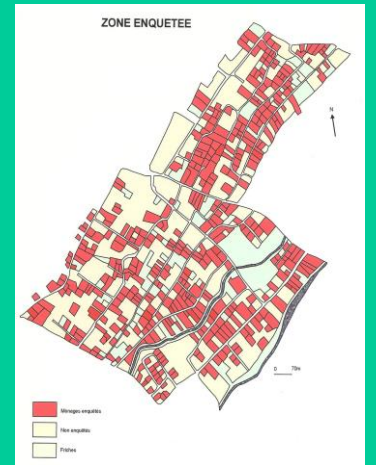 ZONE ENQUETEE
N
0 70m
Ménages enquêtés
Non enquêtés
Friches